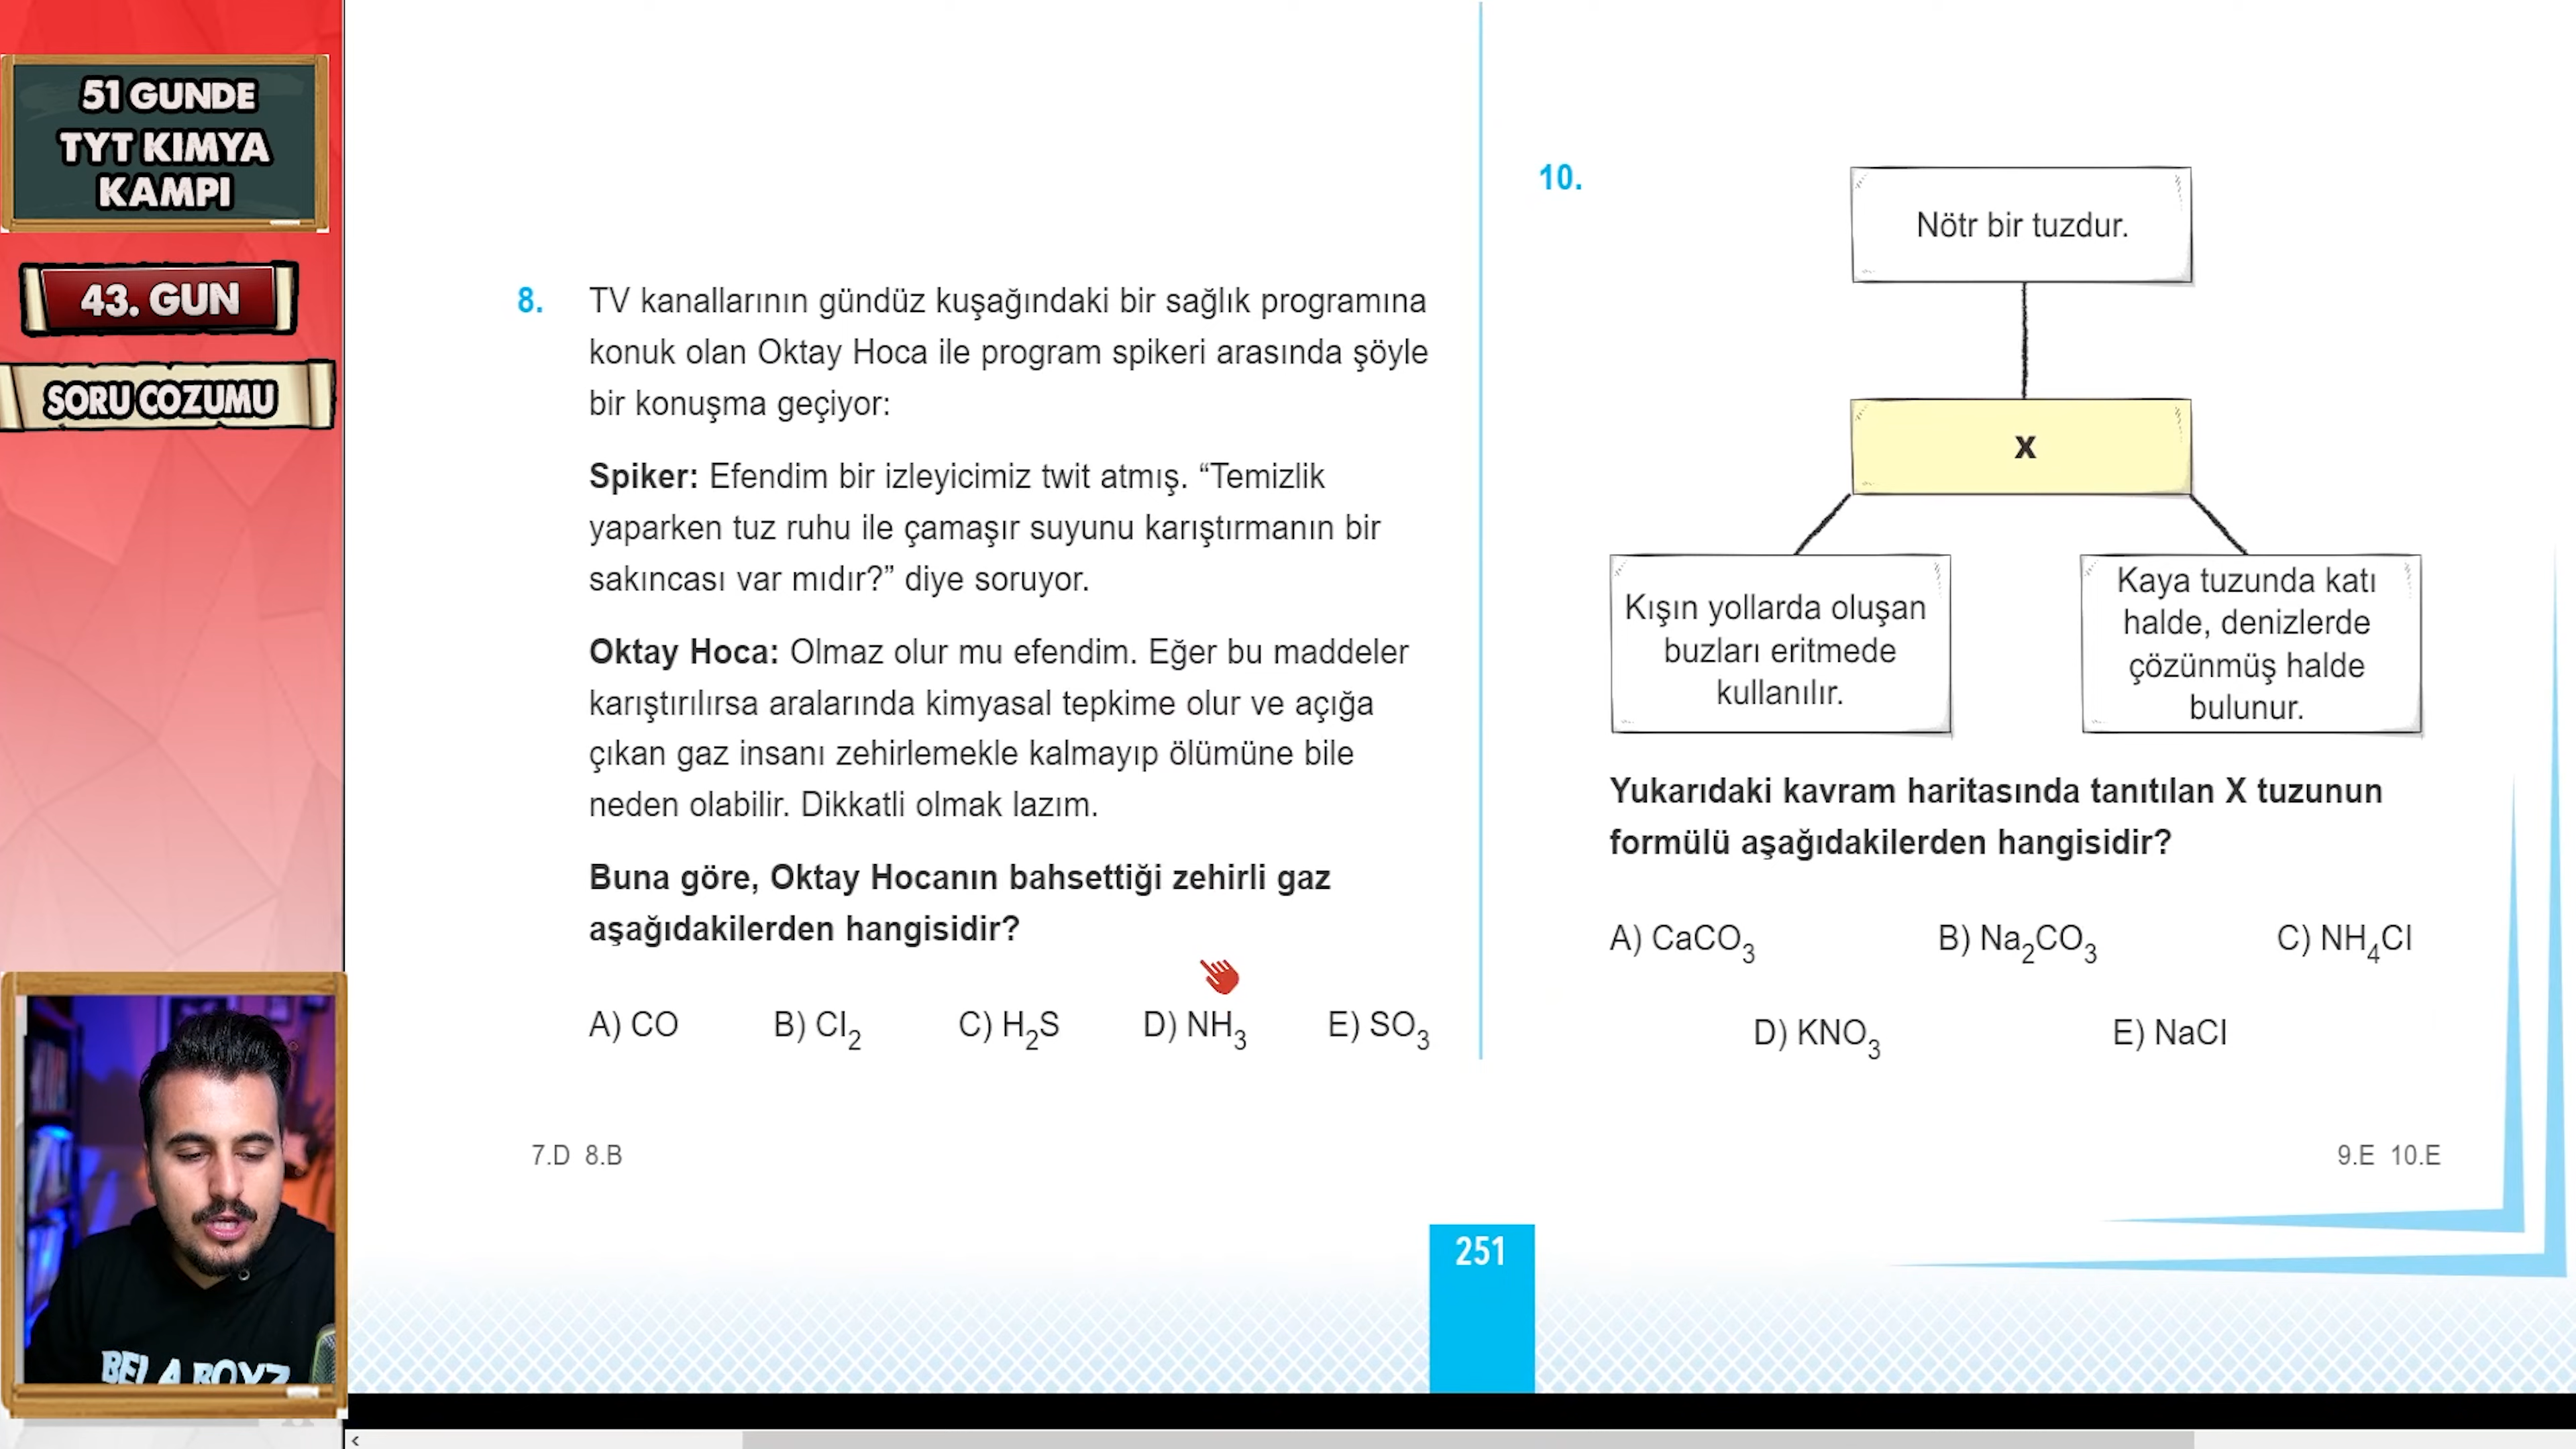 51 GUNDE
TYT KIMYA
KAMPI
43. GUN
SORU COZUMU
8. TV kanallarının gündüz kuşağındaki bir sağlık programına
konuk olan Oktay Hoca ile program spikeri arasında şöyle
bir konuşma geçiyor:
Spiker: Efendim bir izleyicimiz twit atmış. “Temizlik
yaparken tuz ruhu ile çamaşır suyunu karıştırmanın bir
sakıncası var mıdır?” diye soruyor.
Oktay Hoca: Olmaz olur mu efendim. Eğer bu maddeler
karıştırılırsa aralarında kimyasal tepkime olur ve açığa
çıkan gaz insanı zehirlemekle kalmayıp ölümüne bile
neden olabilir. Dikkatli olmak lazım.
Buna göre, Oktay Hocanın bahsettiği zehirli gaz
aşağıdakilerden hangisidir?
A) CO B) Cl₂ C) H₂S D) NH₃ E) SO₃
7.D 8.B
10.
Nötr bir tuzdur.
X
Kışın yollarda oluşan
buzları eritmede
kullanılır.
Kaya tuzunda katı
halde, denizlerde
çözünmüş halde
bulunur.
Yukarıdaki kavram haritasında tanıtılan X tuzunun
formülü aşağıdakilerden hangisidir?
A) CaCO₃ B) Na₂CO₃ C) NH₄Cl
D) KNO₃ E) NaCl
9.E 10.E
251
BELA BOYZ